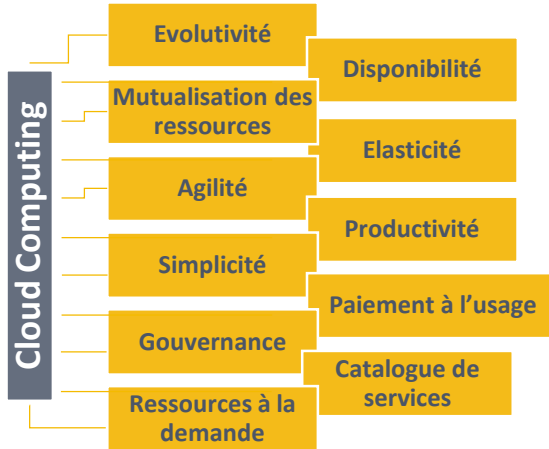 Cloud Computing
Evolutivité
Disponibilité
Mutualisation des
ressources
Elasticité
Agilité
Productivité
Simplicité
Paiement à l’usage
Gouvernance
Catalogue de
services
Ressources à la
demande